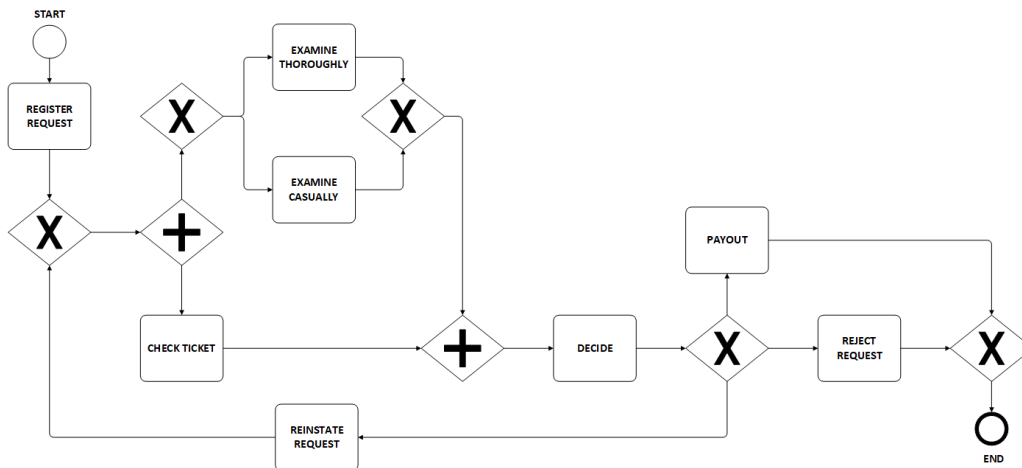 START
REGISTER
REQUEST
X
X
EXAMINE
THOROUGHLY
EXAMINE
CASUALLY
X
+
CHECK TICKET
+
DECIDE
X
PAYOUT
REJECT
REQUEST
X
REINSTATE
REQUEST
END